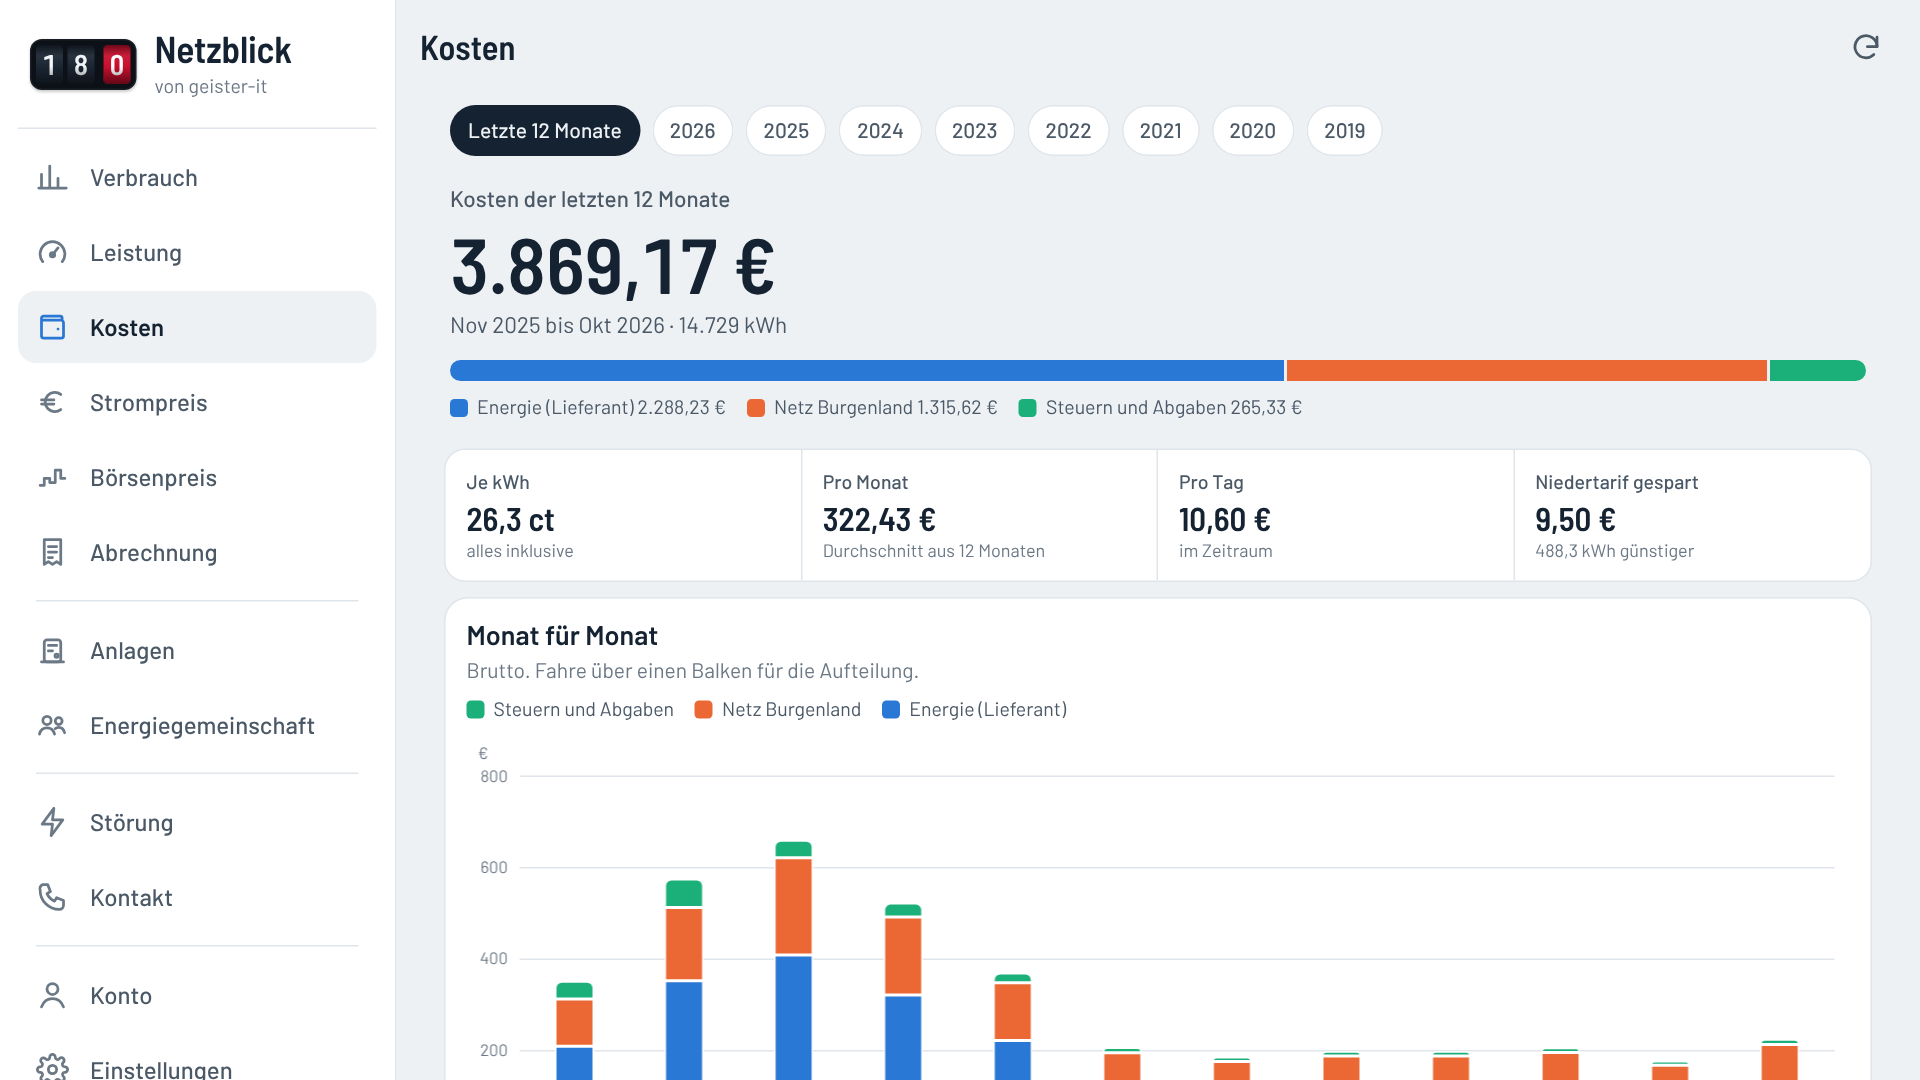 180
Netzblick
von geister-it
Verbrauch
Leistung
Kosten
Strompreis
Börsenpreis
Abrechnung
Anlagen
Energiegemeinschaft
Störung
Kontakt
Konto
Einstellungen
Kosten
Letzte 12 Monate 2026 2025 2024 2023 2022 2021 2020 2019
Kosten der letzten 12 Monate
3.869,17 €
Nov 2025 bis Okt 2026 · 14.729 kWh
Energie (Lieferant) 2.288,23 € Netz Burgenland 1.315,62 € Steuern und Abgaben 265,33 €
Je kWh
26,3 ct
alles inklusive
Pro Monat
322,43 €
Durchschnitt aus 12 Monaten
Pro Tag
10,60 €
im Zeitraum
Niedertarif gespart
9,50 €
488,3 kWh günstiger
Monat für Monat
Brutto. Fahre über einen Balken für die Aufteilung.
Steuern und Abgaben Netz Burgenland Energie (Lieferant)
€
800
600
400
200